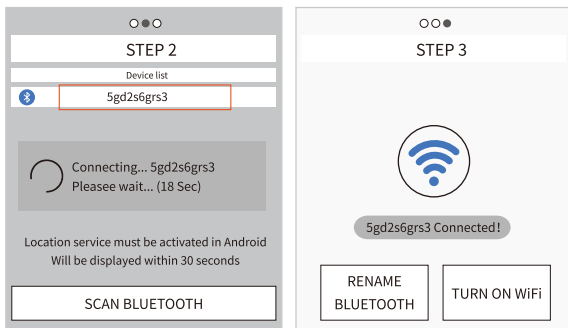 STEP 2
Device list
5gd2s6grs3
Connecting... 5gd2s6grs3
Pleasee wait... (18 Sec)
Location service must be activated in Android
Will be displayed within 30 seconds
SCAN BLUETOOTH
STEP 3
5gd2s6grs3 Connected!
RENAME
BLUETOOTH
TURN ON WiFi